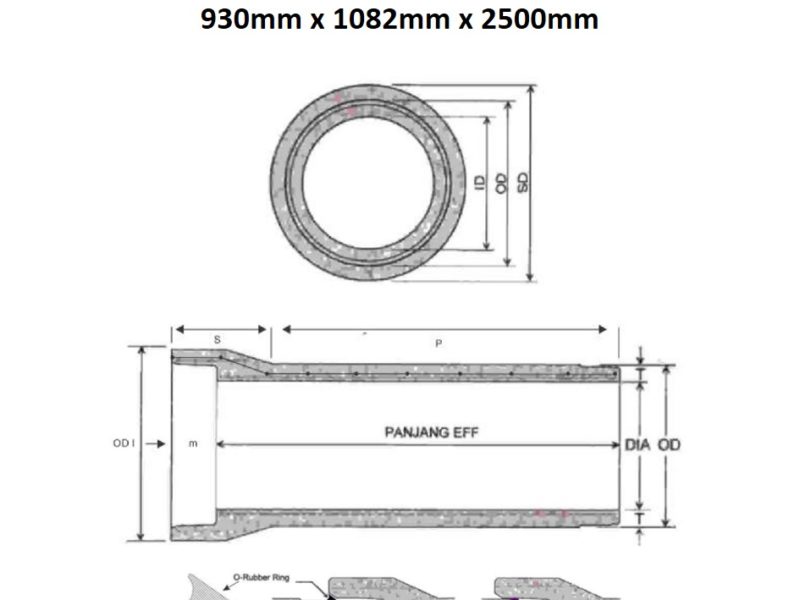 930mm x 1082mm x 2500mm
ID
OD
SD
S
P
OD I
m
PANJANG EFF
DIA
OD
T
T
O-Rubber Ring